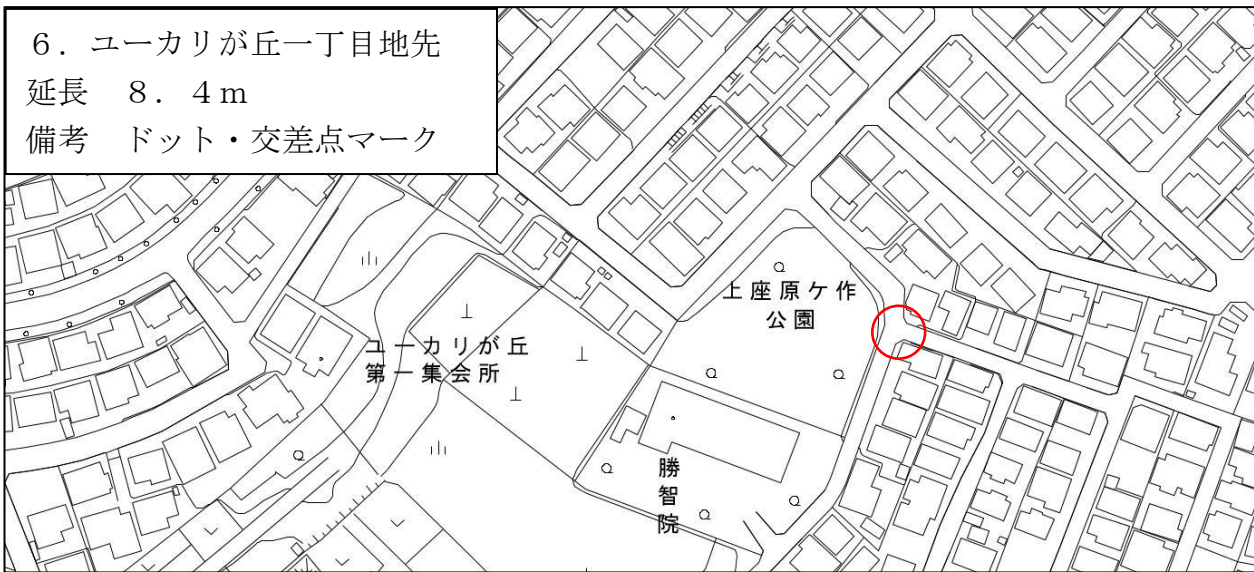 6．ユーカリが丘一丁目地先
延長　８．４ｍ
備考　ドット・交差点マーク
上座原ケ作
公園
ユーカリが丘
第一集会所
勝智院